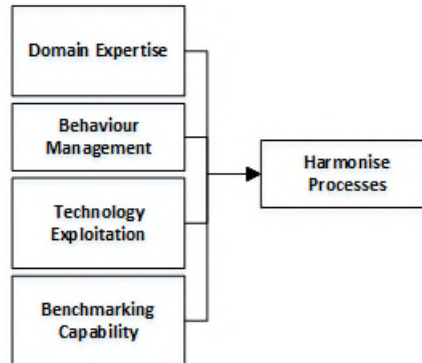 Domain Expertise
Behaviour
Management
Technology
Exploitation
Benchmarking
Capability
Harmonise
Processes